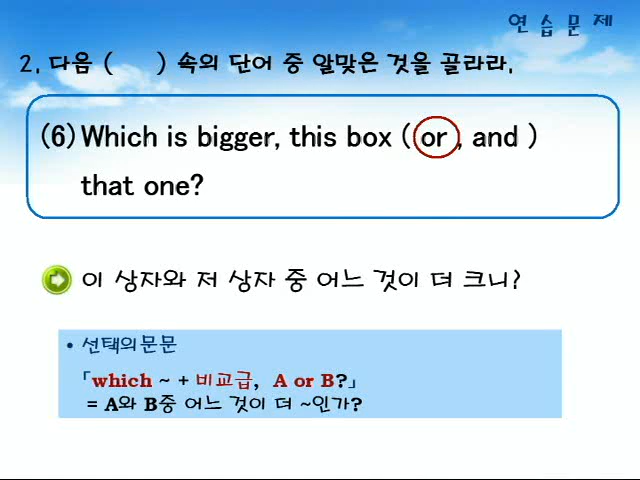 연 습 문 제
2. 다음 (     ) 속의 단어 중 알맞은 것을 골라라.
(6) Which is bigger, this box ( or , and )
that one?
이 상자와 저 상자 중 어느 것이 더 크니?
• 선택의문문
「which ~ + 비교급, A or B?」
= A와 B중 어느 것이 더 ~인가?